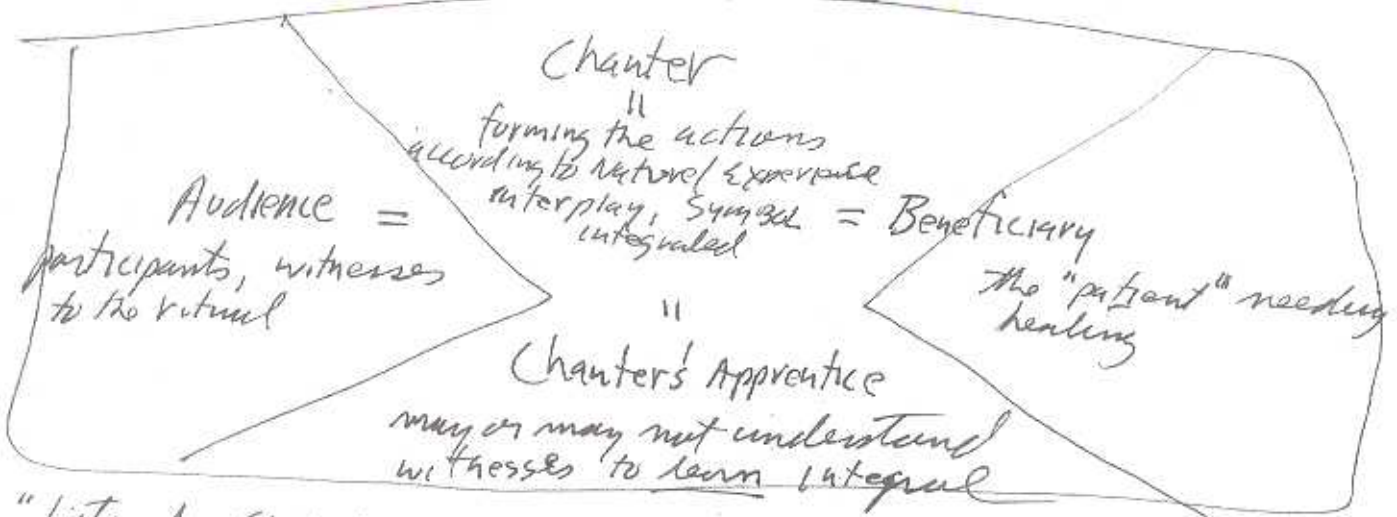 Chanter
"
forming the actions
according to Nature/Experience
interplay, Symbol
integrated
Audience =
participants, witnesses
to the ritual
= Beneficiary
the "patient" needing
healing
"
Chanter's Apprentice
may or may not understand
witnesses to learn integral